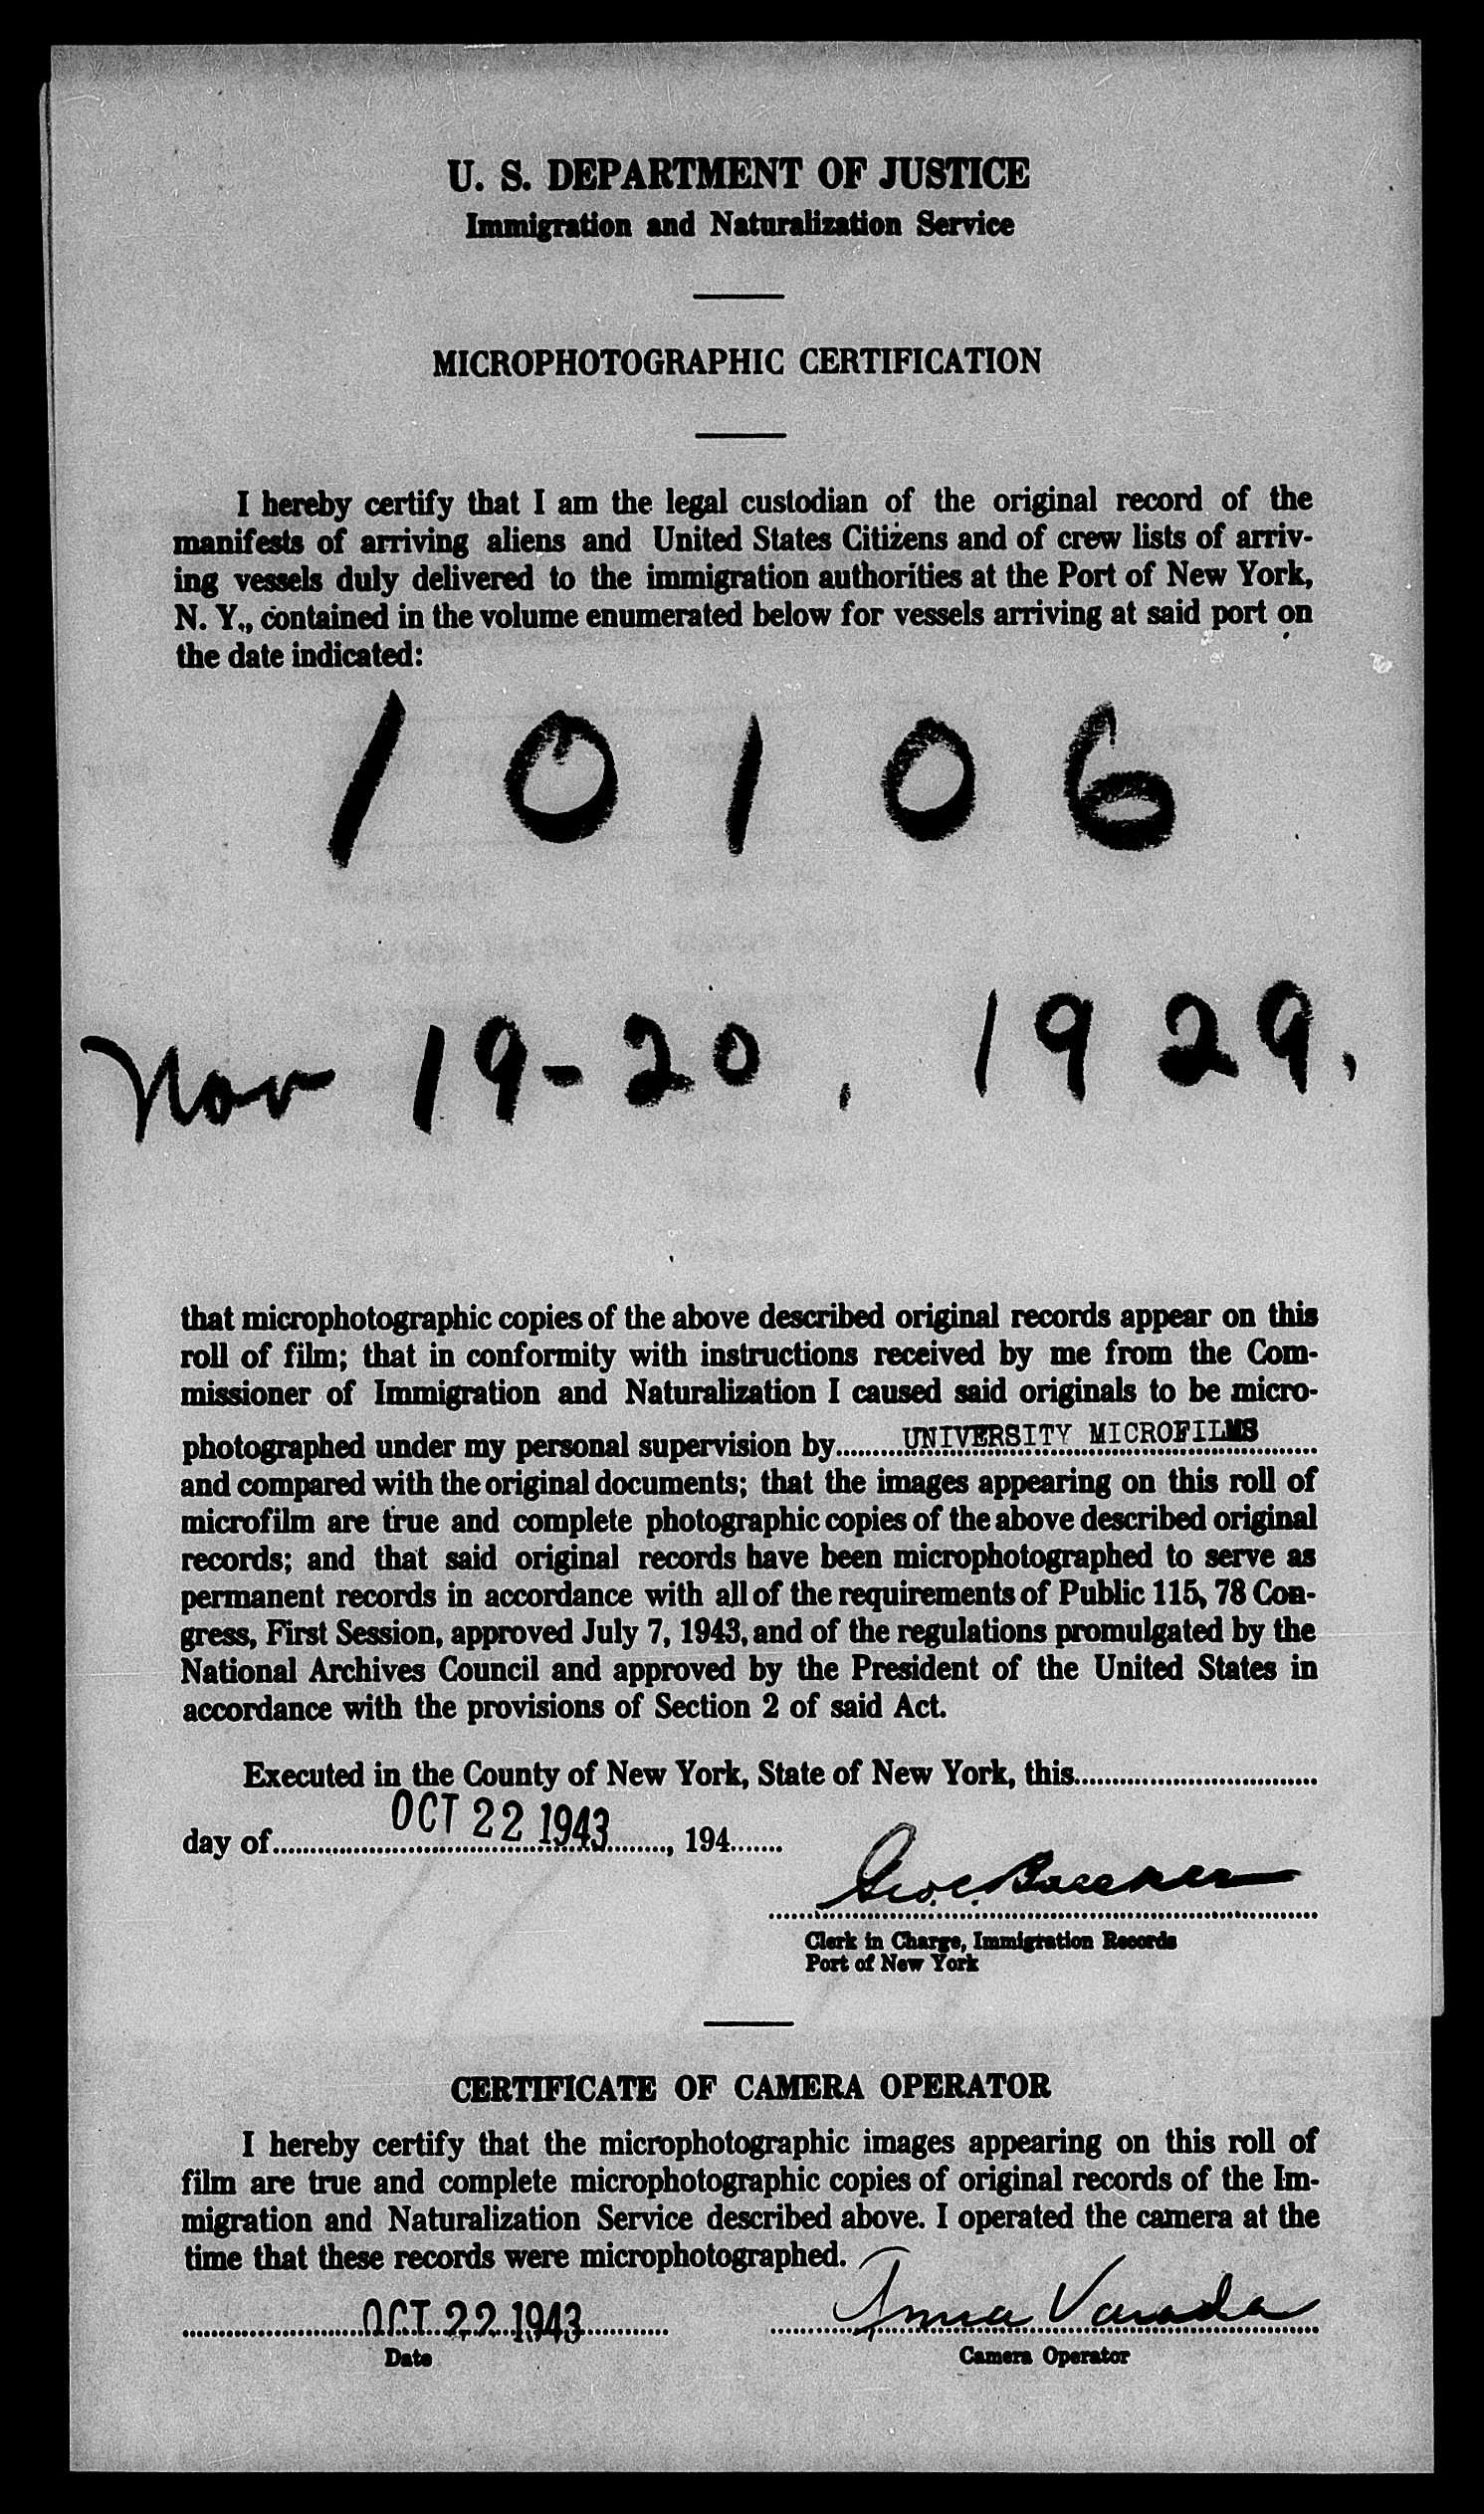 U. S. DEPARTMENT OF JUSTICE
Immigration and Naturalization Service
MICROPHOTOGRAPHIC CERTIFICATION
I hereby certify that I am the legal custodian of the original record of the
manifests of arriving aliens and United States Citizens and of crew lists of arriv-
ing vessels duly delivered to the immigration authorities at the Port of New York,
N. Y., contained in the volume enumerated below for vessels arriving at said port on
the date indicated:
10106
Nov 19-20, 1929,
that microphotographic copies of the above described original records appear on this
roll of film; that in conformity with instructions received by me from the Com-
missioner of Immigration and Naturalization I caused said originals to be micro-
photographed under my personal supervision by UNIVERSITY MICROFILMS
and compared with the original documents; that the images appearing on this roll of
microfilm are true and complete photographic copies of the above described original
records; and that said original records have been microphotographed to serve as
permanent records in accordance with all of the requirements of Public 115, 78 Con-
gress, First Session, approved July 7, 1943, and of the regulations promulgated by the
National Archives Council and approved by the President of the United States in
accordance with the provisions of Section 2 of said Act.
Executed in the County of New York, State of New York, this
day of OCT 22 1943, 194
Clerk in Charge, Immigration Records
Port of New York
CERTIFICATE OF CAMERA OPERATOR
I hereby certify that the microphotographic images appearing on this roll of
film are true and complete microphotographic copies of original records of the Im-
migration and Naturalization Service described above. I operated the camera at the
time that these records were microphotographed.
OCT 22 1943 Anna Varada
Date Camera Operator